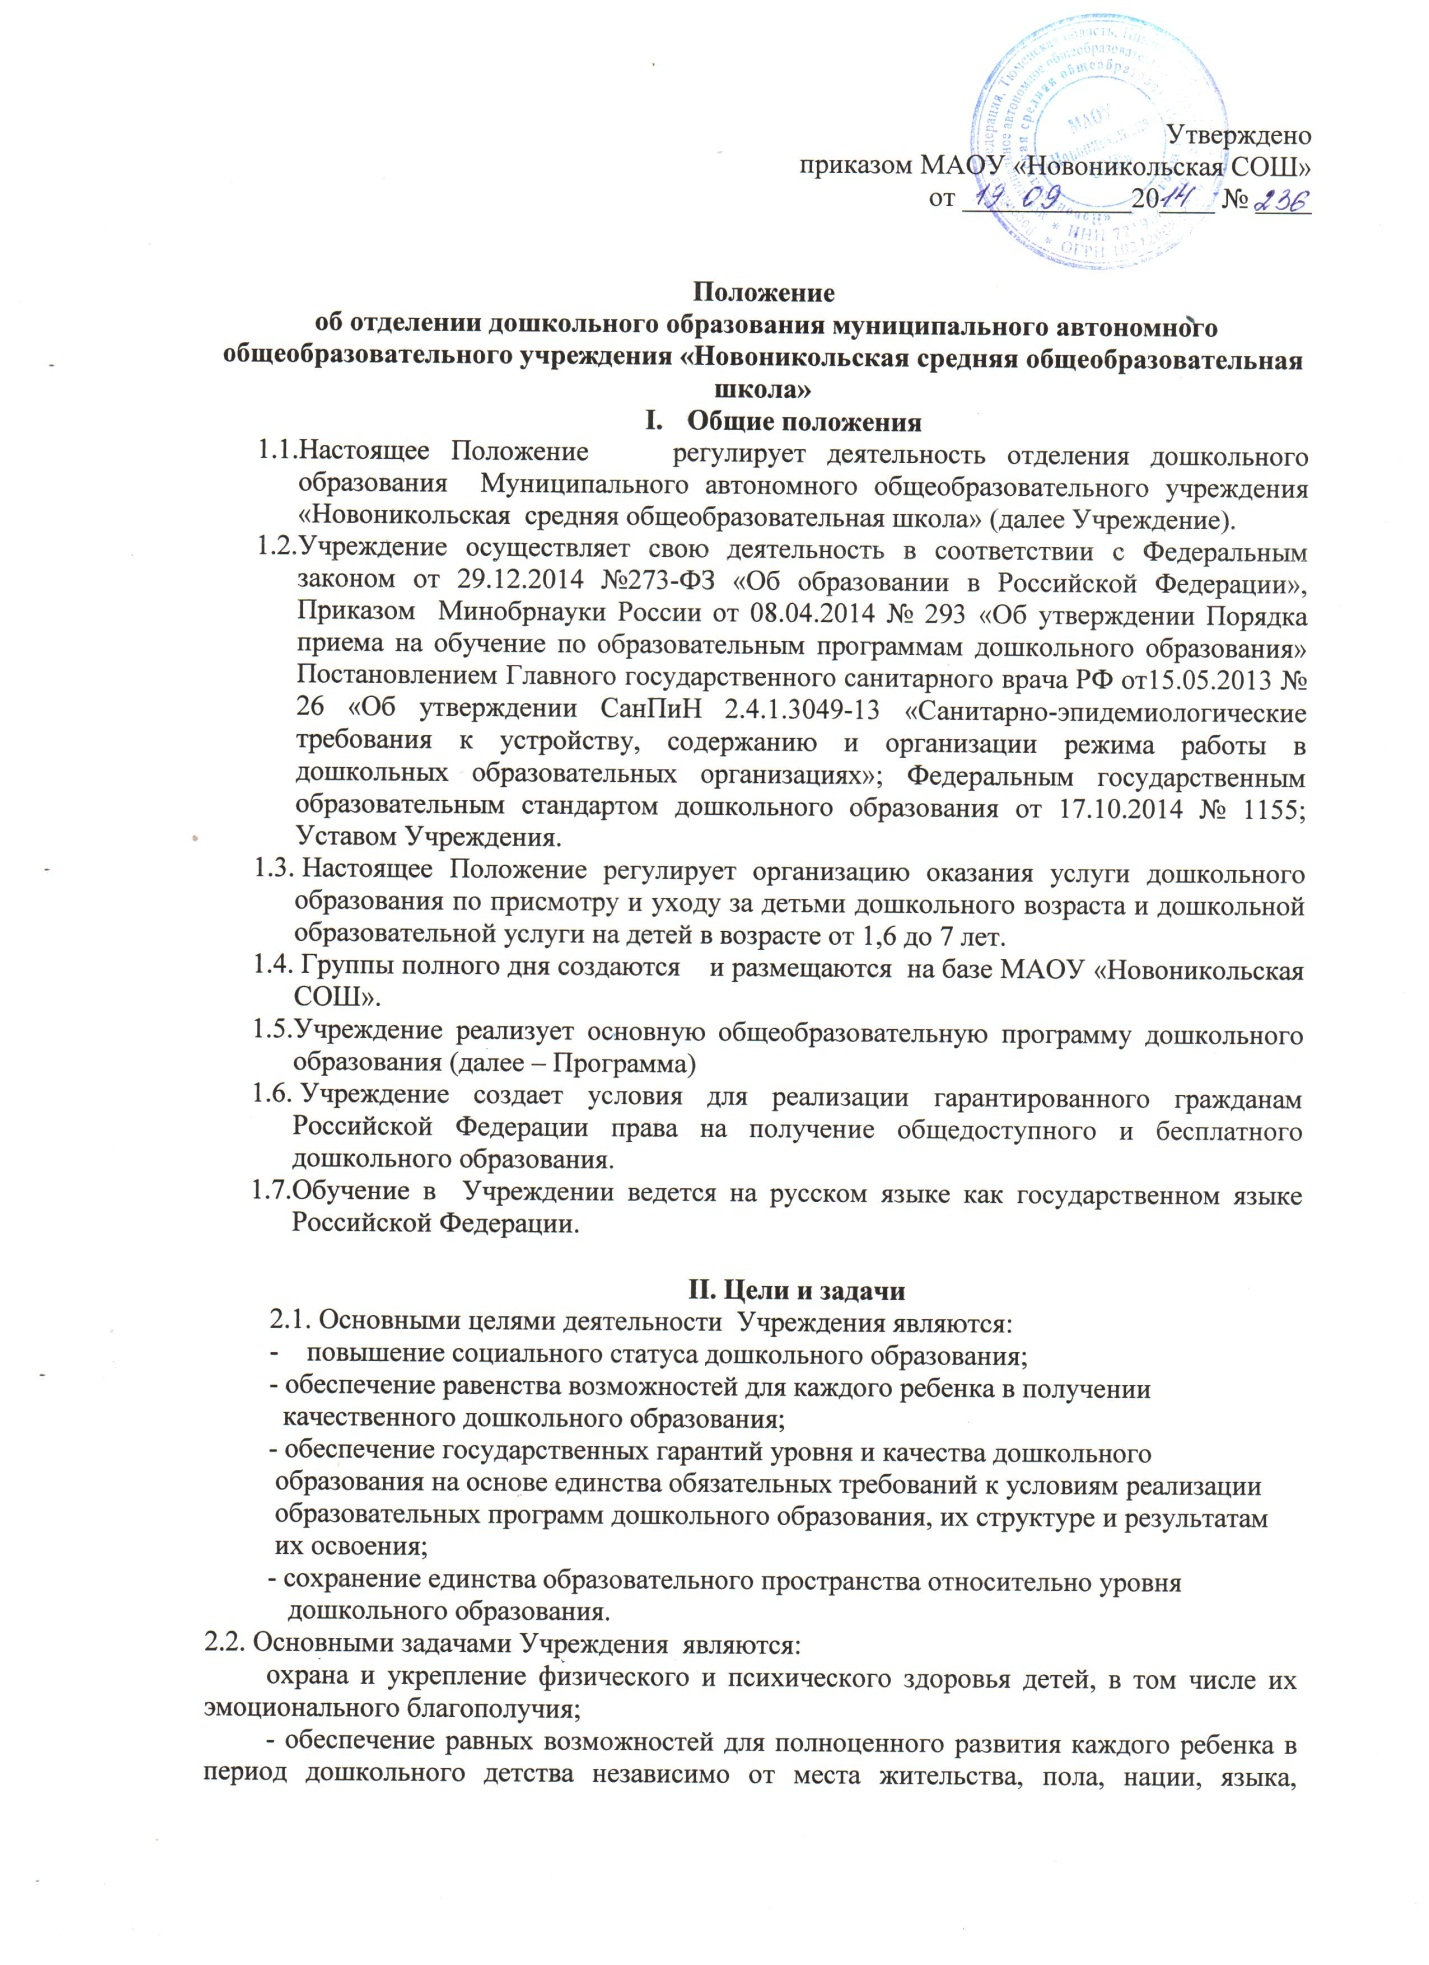 Утверждено
приказом МАОУ «Новоникольская СОШ»
от 19 09 2014 № 236
МАОУ
Положение
об отделении дошкольного образования муниципального автономного
общеобразовательного учреждения «Новоникольская средняя общеобразовательная
школа»
I. Общие положения
1.1.Настоящее Положение регулирует деятельность отделения дошкольного
образования Муниципального автономного общеобразовательного учреждения
«Новоникольская средняя общеобразовательная школа» (далее Учреждение).
1.2.Учреждение осуществляет свою деятельность в соответствии с Федеральным
законом от 29.12.2014 №273-ФЗ «Об образовании в Российской Федерации»,
Приказом Минобрнауки России от 08.04.2014 № 293 «Об утверждении Порядка
приема на обучение по образовательным программам дошкольного образования»
Постановлением Главного государственного санитарного врача РФ от15.05.2013 №
26 «Об утверждении СанПиН 2.4.1.3049-13 «Санитарно-эпидемиологические
требования к устройству, содержанию и организации режима работы в
дошкольных образовательных организациях»; Федеральным государственным
образовательным стандартом дошкольного образования от 17.10.2014 № 1155;
Уставом Учреждения.
1.3. Настоящее Положение регулирует организацию оказания услуги дошкольного
образования по присмотру и уходу за детьми дошкольного возраста и дошкольной
образовательной услуги на детей в возрасте от 1,6 до 7 лет.
1.4. Группы полного дня создаются и размещаются на базе МАОУ «Новоникольская
СОШ».
1.5.Учреждение реализует основную общеобразовательную программу дошкольного
образования (далее – Программа)
1.6. Учреждение создает условия для реализации гарантированного гражданам
Российской Федерации права на получение общедоступного и бесплатного
дошкольного образования.
1.7.Обучение в Учреждении ведется на русском языке как государственном языке
Российской Федерации.
II. Цели и задачи
2.1. Основными целями деятельности Учреждения являются:
- повышение социального статуса дошкольного образования;
- обеспечение равенства возможностей для каждого ребенка в получении
качественного дошкольного образования;
- обеспечение государственных гарантий уровня и качества дошкольного
образования на основе единства обязательных требований к условиям реализации
образовательных программ дошкольного образования, их структуре и результатам
их освоения;
- сохранение единства образовательного пространства относительно уровня
дошкольного образования.
2.2. Основными задачами Учреждения являются:
охрана и укрепление физического и психического здоровья детей, в том числе их
эмоционального благополучия;
- обеспечение равных возможностей для полноценного развития каждого ребенка в
период дошкольного детства независимо от места жительства, пола, нации, языка,